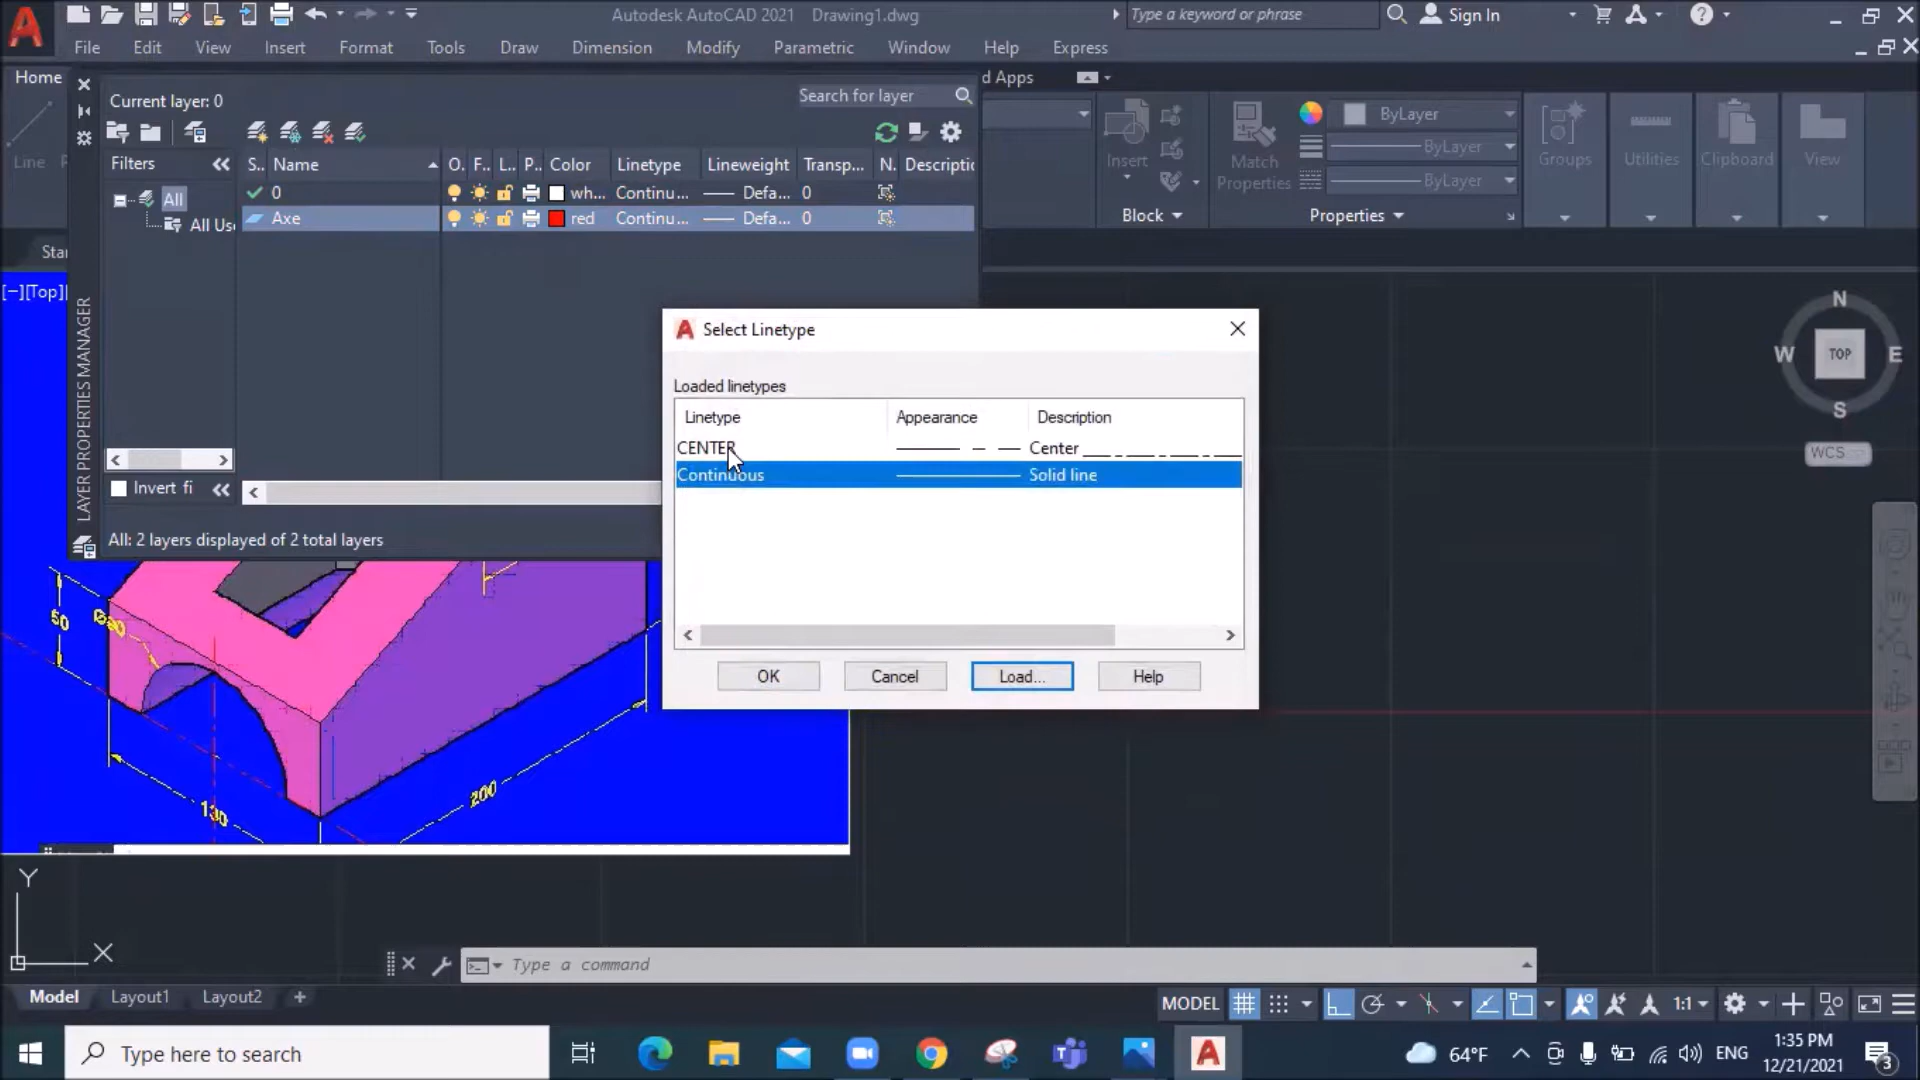 Autodesk AutoCAD 2021 Drawing1.dwg
Type a keyword or phrase
Sign In
File Edit View Insert Format Tools Draw Dimension Modify Parametric Window Help Express
Home
d Apps
Current layer: 0
Search for layer
ByLayer
Line
Filters
S.. Name O. F.. L.. P.. Color Linetype Lineweight Transp... N. Descriptic
Insert
Match
Properties
ByLayer
Groups
Utilities
Clipboard
View
All
0 wh... Continu... Defa... 0
ByLayer
Axe red Continu... Defa... 0
All Us
Block
Properties
Star
[−][Top]
LAYER PROPERTIES MANAGER
Select Linetype
Loaded linetypes
Linetype Appearance Description
CENTER Center ____ _ ____ _ ____ _ ____
Continuous Solid line
N
W TOP E
S
WCS
Invert fi
All: 2 layers displayed of 2 total layers
OK Cancel Load... Help
50
200
130
Y
X
Type a command
Model Layout1 Layout2 +
MODEL
1:1
Type here to search
64°F
ENG
1:35 PM
12/21/2021
3